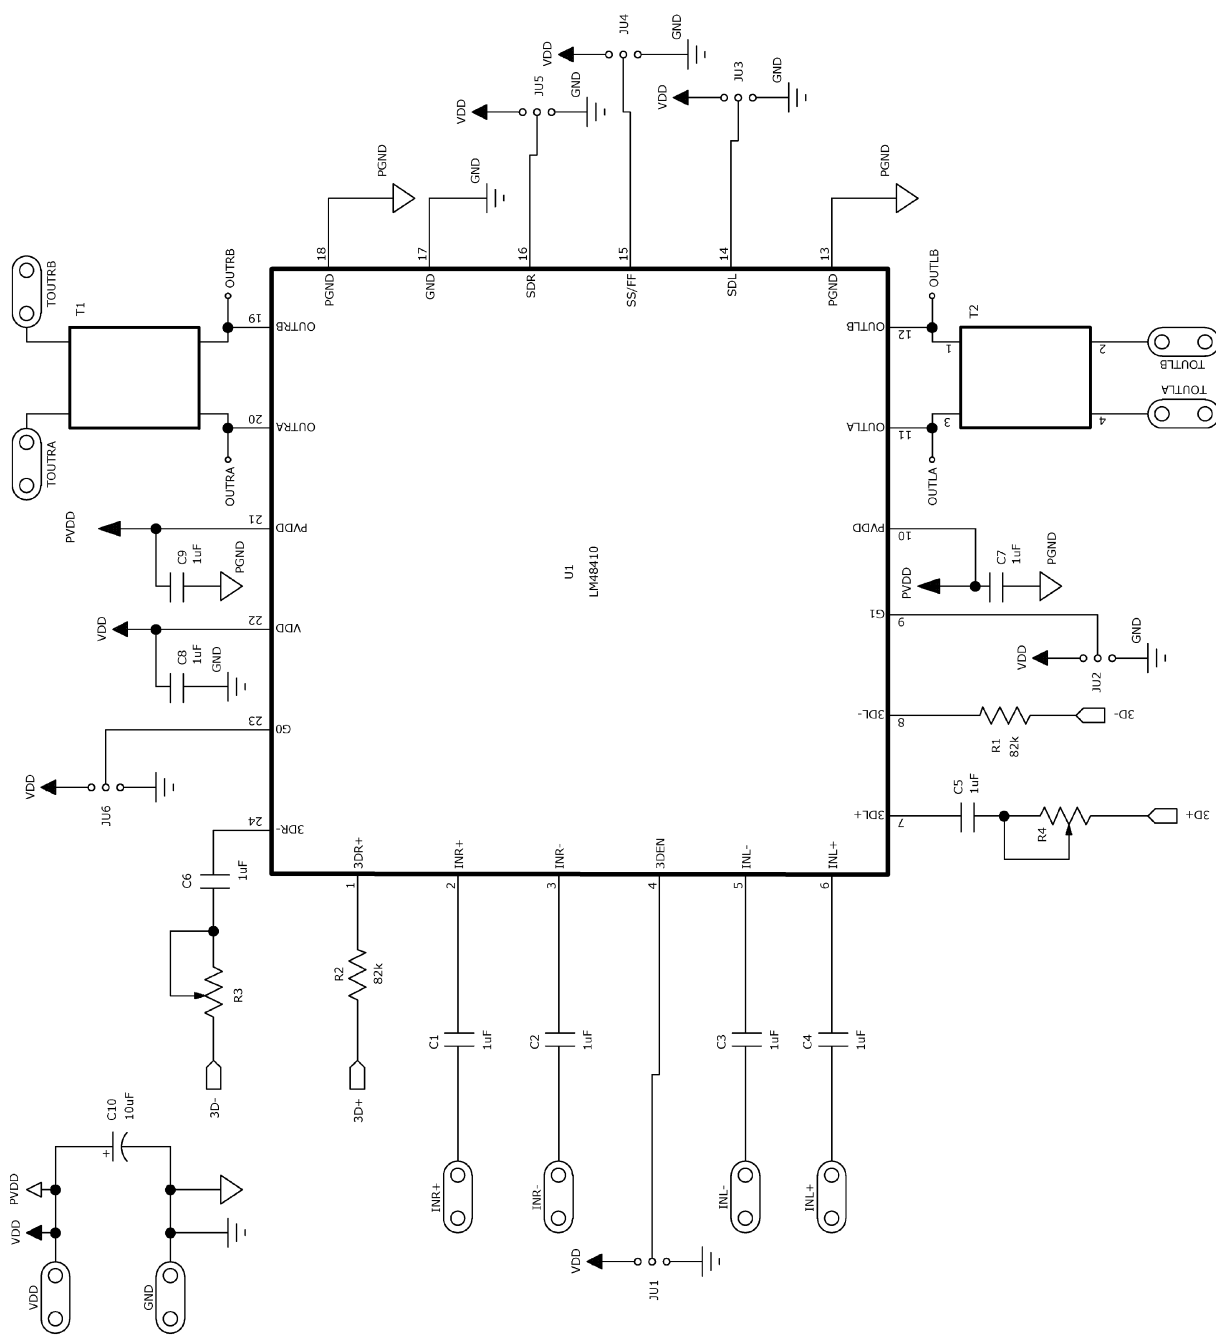 JU4
GND
VDD
JU3
GND
VDD
JU5
GND
VDD
PGND
GND
PGND
18
17
16
15
14
13
PGND
GND
SDR
SS/FF
SDL
PGND
TOUTRB
T1
OUTRB
19
OUTRB
OUTLB
12
OUTLB
T2
1
2
TOUTLB
TOUTRA
OUTRA
20
OUTRA
OUTLA
11
OUTLA
3
4
TOUTLA
PVDD
21
PVDD
C9
1uF
PGND
PVDD
10
PVDD
C7
1uF
PGND
U1
LM48410
VDD
22
VDD
C8
1uF
GND
G1
9
VDD
JU2
GND
VDD
JU6
23
G0
3DL-
8
R1
82k
3D-
24
3DR-
C6
1uF
R3
3D-
3DL+
7
C5
1uF
R4
3D+
3DR+
INR+
INR-
3DEN
INL-
INL+
1
2
3
4
5
6
R2
82k
3D+
C1
1uF
C2
1uF
C3
1uF
C4
1uF
INR+
INR-
INL-
INL+
VDD
JU1
PVDD
VDD
C10
10uF
+
VDD
GND